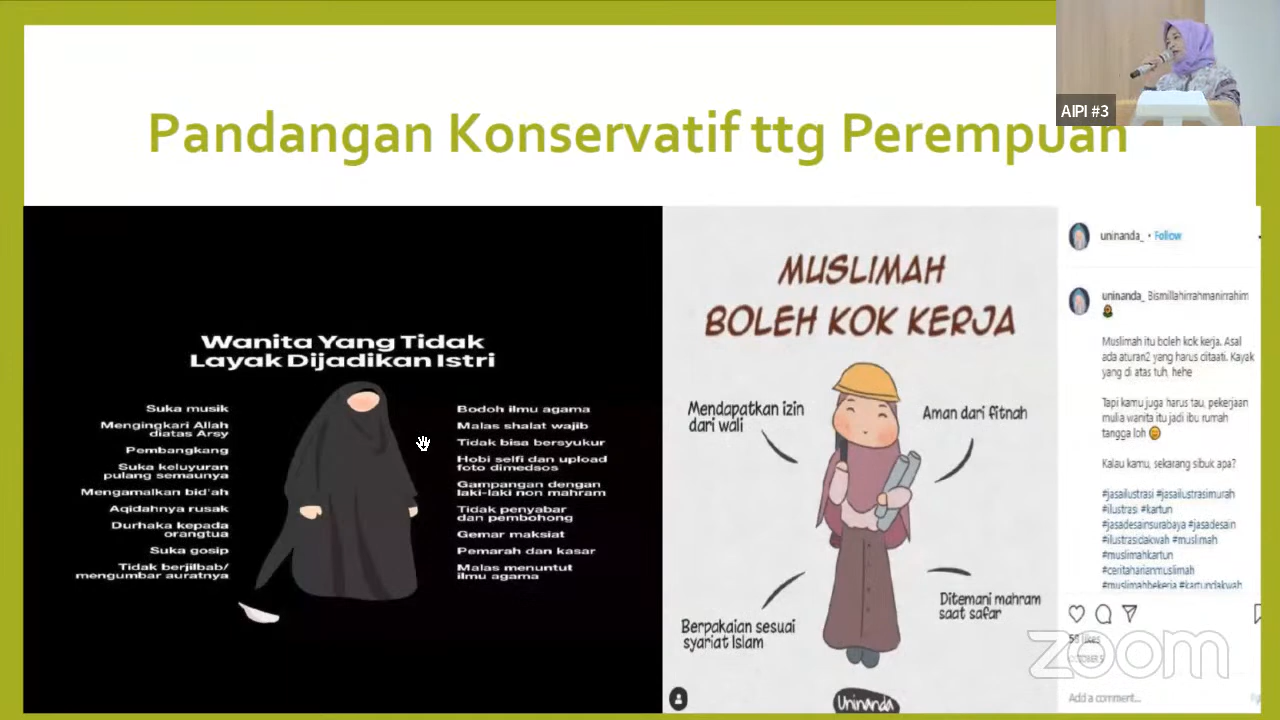 Pandangan Konservatif ttg Perempuan
AIPI #3
Wanita Yang Tidak
Layak Dijadikan Istri
Suka musik
Mengingkari Allah
diatas Arsy
Pembangkang
Suka keluyuran
pulang semaunya
Mengamalkan bid'ah
Aqidahnya rusak
Durhaka kepada
orangtua
Suka gosip
Tidak berjilbab/
mengumbar auratnya
Bodoh ilmu agama
Malas shalat wajib
Tidak bisa bersyukur
Hobi selfi dan upload
foto dimedsos
Gampangan dengan
laki-laki non mahram
Tidak penyabar
dan pembohong
Gemar maksiat
Pemarah dan kasar
Malas menuntut
ilmu agama
MUSLIMAH
BOLEH KOK KERJA
Mendapatkan izin
dari wali
Aman dari fitnah
Berpakaian sesuai
syariat Islam
Ditemani mahram
saat safar
Uninanda
uninanda_ • Follow
uninanda_ Bismillahirrahmanirrahim
Muslimah itu boleh kok kerja. Asal
ada aturan2 yang harus ditaati. Kayak
yang di atas tuh, hehe
Tapi kamu juga harus tau, pekerjaan
mulia wanita itu jadi ibu rumah
tangga loh
Kalau kamu, sekarang sibuk apa?
#jasailustrasi #jasailustrasimurah
#ilustrasi #kartun
#jasadesainsurabaya #jasadesain
#ilustrasidakwah #muslimah
#muslimahkartun
#ceritaharianmuslimah
#muslimahbekerja #kartundakwah
likes
OCTOBER
Add a comment...
zoom